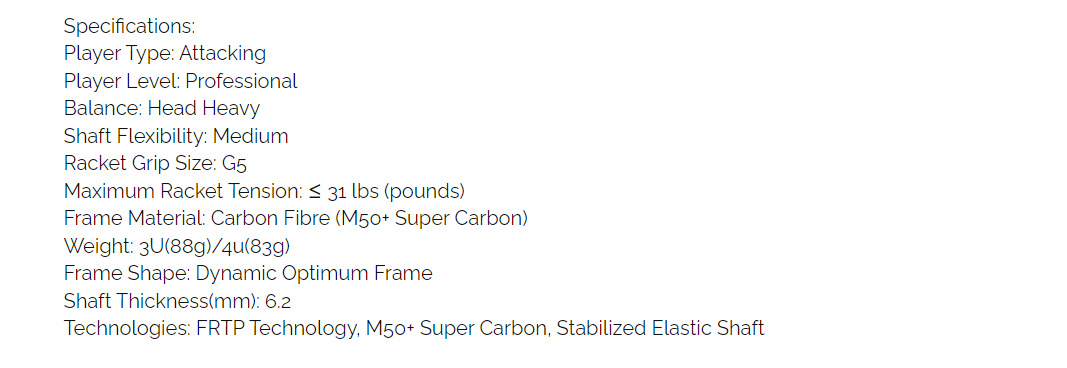 Specifications:
Player Type: Attacking
Player Level: Professional
Balance: Head Heavy
Shaft Flexibility: Medium
Racket Grip Size: G5
Maximum Racket Tension: ≤ 31 lbs (pounds)
Frame Material: Carbon Fibre (M50+ Super Carbon)
Weight: 3U(88g)/4u(83g)
Frame Shape: Dynamic Optimum Frame
Shaft Thickness(mm): 6.2
Technologies: FRTP Technology, M50+ Super Carbon, Stabilized Elastic Shaft